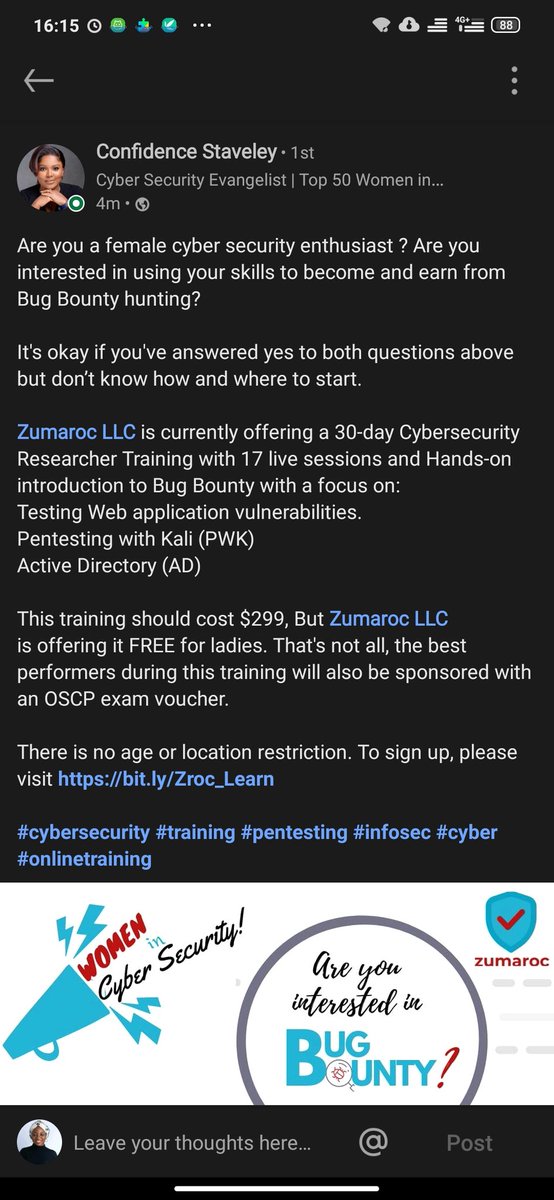 16:15
4G+
88
Confidence Staveley • 1st
Cyber Security Evangelist | Top 50 Women in...
4m •
Are you a female cyber security enthusiast ? Are you
interested in using your skills to become and earn from
Bug Bounty hunting?
It's okay if you've answered yes to both questions above
but don’t know how and where to start.
Zumaroc LLC is currently offering a 30-day Cybersecurity
Researcher Training with 17 live sessions and Hands-on
introduction to Bug Bounty with a focus on:
Testing Web application vulnerabilities.
Pentesting with Kali (PWK)
Active Directory (AD)
This training should cost $299, But Zumaroc LLC
is offering it FREE for ladies. That's not all, the best
performers during this training will also be sponsored with
an OSCP exam voucher.
There is no age or location restriction. To sign up, please
visit https://bit.ly/Zroc_Learn
#cybersecurity #training #pentesting #infosec #cyber
#onlinetraining
WOMEN in
Cyber Security!
zumaroc
Are you
interested in
BUG
BOUNTY?
Leave your thoughts here...
@
Post